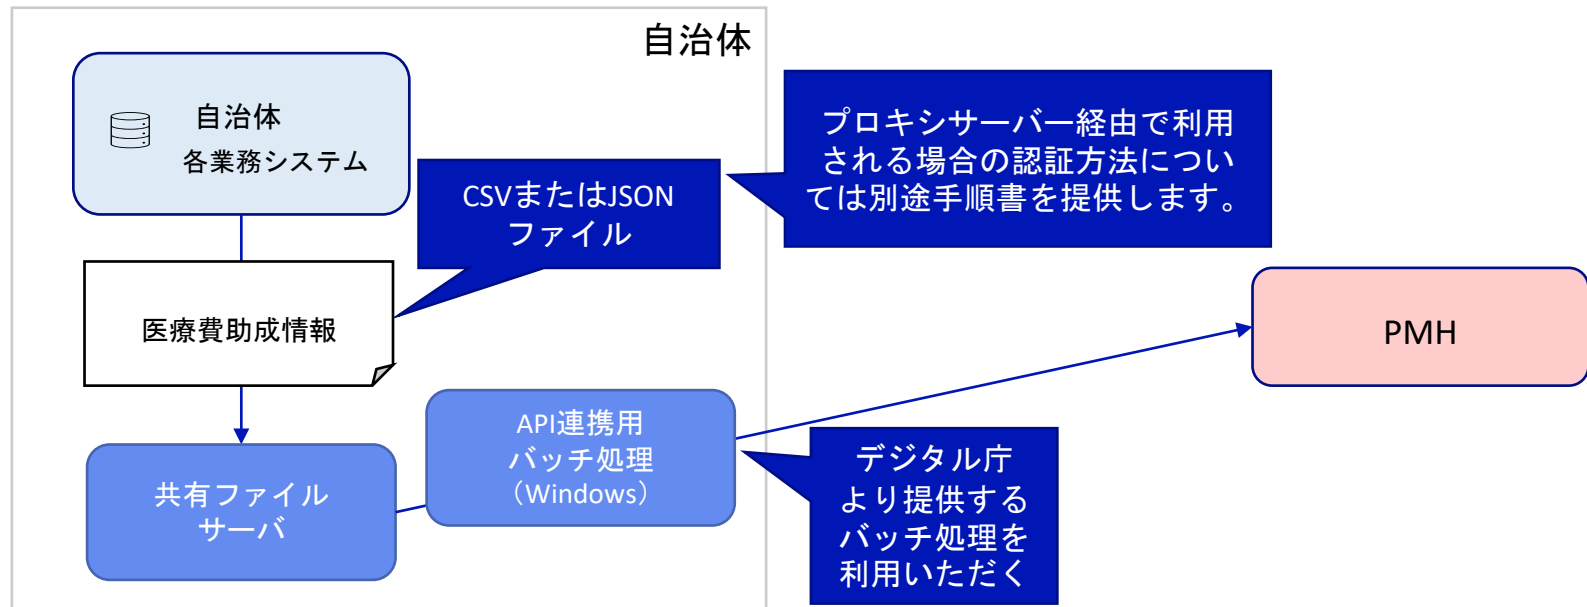 自治体
自治体
各業務システム
プロキシサーバー経由で利用
される場合の認証方法につい
ては別途手順書を提供します。
CSVまたはJSON
ファイル
医療費助成情報
PMH
API連携用
バッチ処理
（Windows）
共有ファイル
サーバ
デジタル庁
より提供する
バッチ処理を
利用いただく